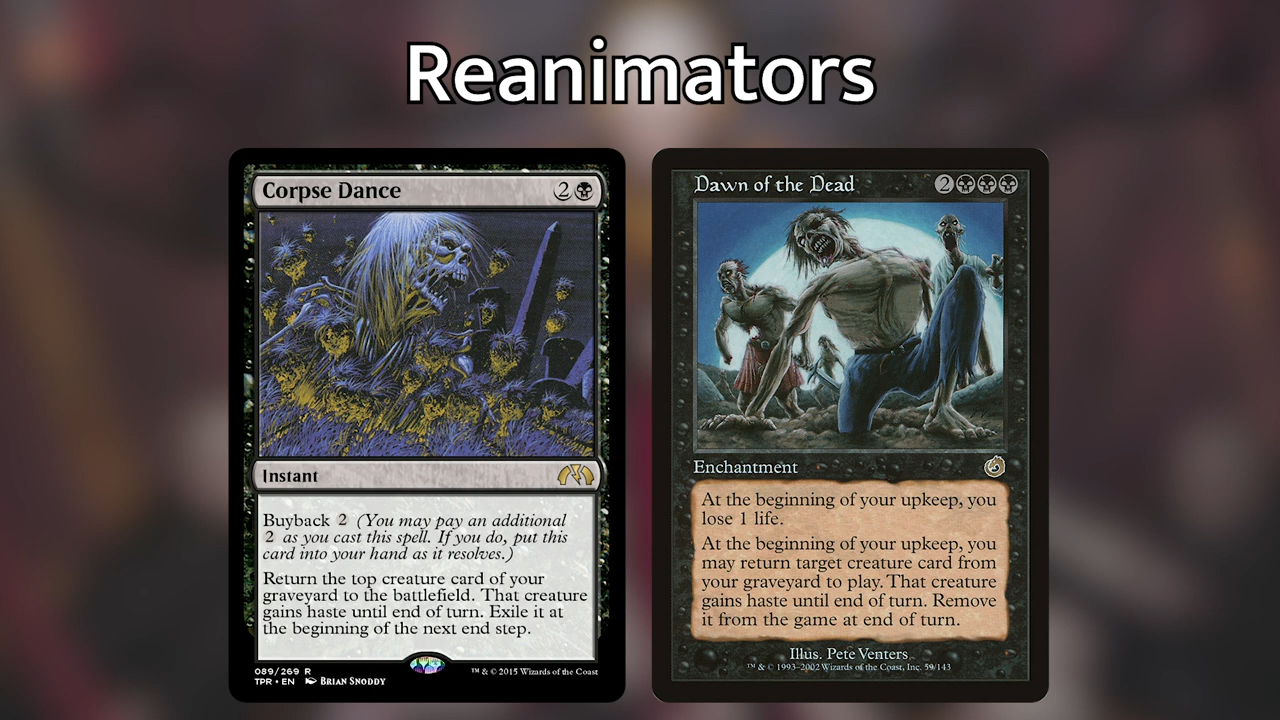 Reanimators
Corpse Dance 2
Instant
Buyback 2 (You may pay an additional
2 as you cast this spell. If you do, put this
card into your hand as it resolves.)
Return the top creature card of your
graveyard to the battlefield. That creature
gains haste until end of turn. Exile it at
the beginning of the next end step.
089/269 R
TPR • EN BRIAN SNODDY
™ & © 2015 Wizards of the Coast
Dawn of the Dead 2
Enchantment
At the beginning of your upkeep, you
lose 1 life.
At the beginning of your upkeep, you
may return target creature card from
your graveyard to play. That creature
gains haste until end of turn. Remove
it from the game at end of turn.
Illus. Pete Venters
™ & © 1993-2002 Wizards of the Coast, Inc. 59/143